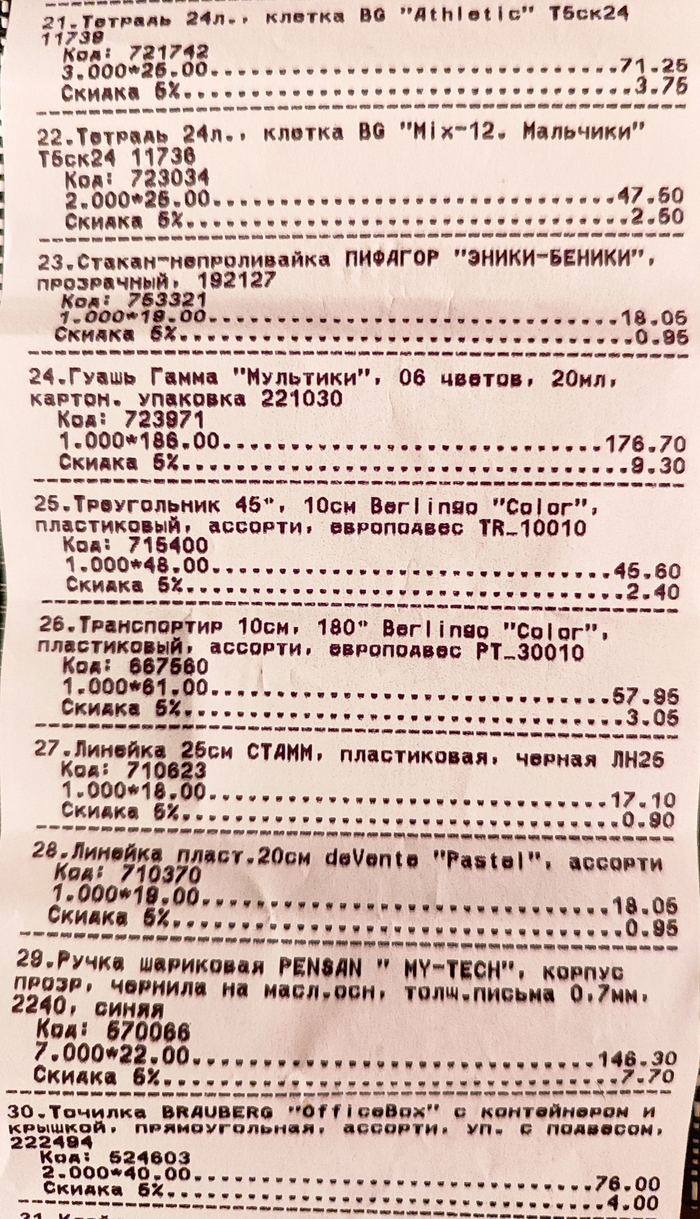 21.Тетрадь 24л., клетка BG "Athletic" Т5ск24
11739
Код: 721742
3.000*25.00..............................71.25
Скидка 5%................................3.75
22.Тетрадь 24л., клетка BG "Mix-12. Мальчики"
Т5ск24 11736
Код: 723034
2.000*25.00..............................47.50
Скидка 5%................................2.50
23.Стакан-непроливайка ПИФАГОР "ЭНИКИ-БЕНИКИ",
прозрачный, 192127
Код: 753321
1.000*19.00..............................18.05
Скидка 5%................................0.95
24.Гуашь Гамма "Мультики", 06 цветов, 20мл,
картон. упаковка 221030
Код: 723971
1.000*186.00.............................176.70
Скидка 5%................................9.30
25.Треугольник 45°, 10см Berlingo "Color",
пластиковый, ассорти, европодвес TR_10010
Код: 715400
1.000*48.00..............................45.60
Скидка 5%................................2.40
26.Транспортир 10см, 180° Berlingo "Color",
пластиковый, ассорти, европодвес PT_30010
Код: 667560
1.000*61.00..............................57.95
Скидка 5%................................3.05
27.Линейка 25см СТАММ, пластиковая, черная ЛН25
Код: 710623
1.000*18.00..............................17.10
Скидка 5%................................0.90
28.Линейка пласт.20см deVente "Pastel", ассорти
Код: 710370
1.000*19.00..............................18.05
Скидка 5%................................0.95
29.Ручка шариковая PENSAN " MY-TECH", корпус
прозр, чернила на масл.осн, толщ.письма 0,7мм,
2240, синяя
Код: 570066
7.000*22.00..............................146.30
Скидка 5%................................7.70
30.Точилка BRAUBERG "OfficeBox" с контейнером и
крышкой, прямоугольная, ассорти, уп. с подвесом,
222494
Код: 524603
2.000*40.00..............................76.00
Скидка 5%................................4.00